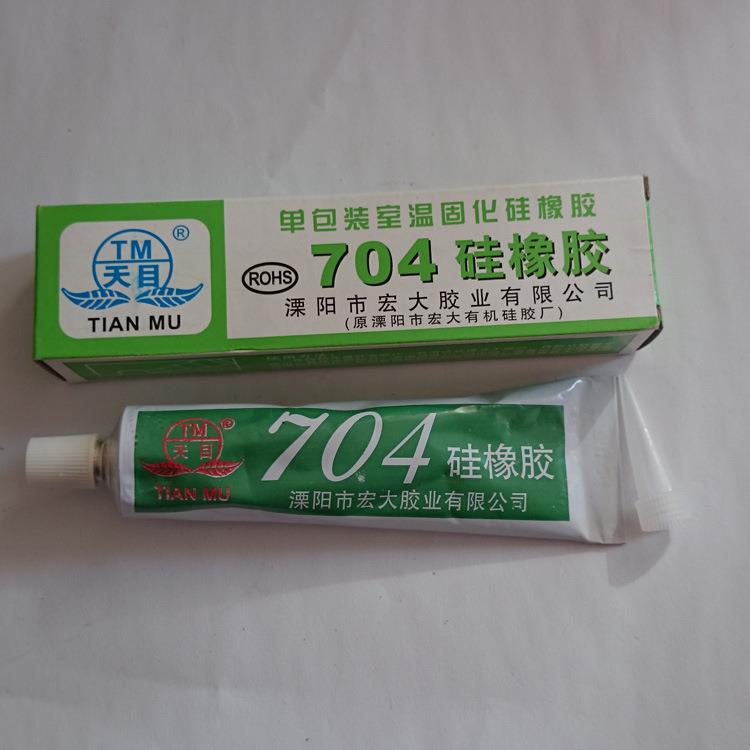 TM
®
天目
TIAN MU
单包装室温固化硅橡胶
ROHS
704 硅橡胶
溧阳市宏大胶业有限公司
(原溧阳市宏大有机硅胶厂)
TM
®
天目
TIAN MU
704 硅橡胶
溧阳市宏大胶业有限公司